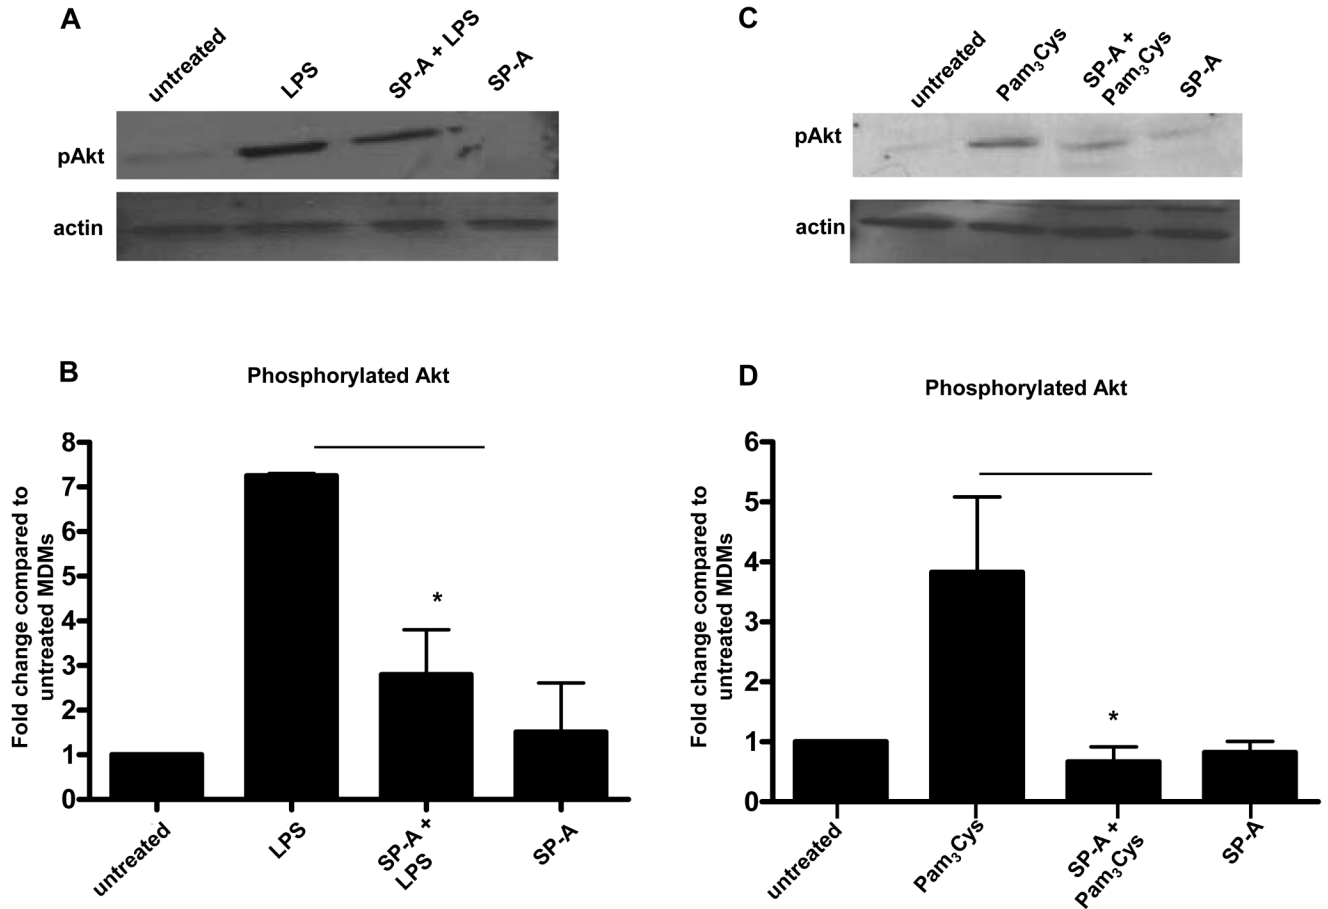 A
untreated
LPS
SP-A + LPS
SP-A
pAkt
actin
C
untreated
Pam₃Cys
SP-A +
Pam₃Cys
SP-A
pAkt
actin
B
Phosphorylated Akt
Fold change compared to
untreated MDMs
8
7
6
5
4
3
2
1
0
*
untreated
LPS
SP-A +
LPS
SP-A
D
Phosphorylated Akt
Fold change compared to
untreated MDMs
6
5
4
3
2
1
0
*
untreated
Pam₃Cys
SP-A +
Pam₃Cys
SP-A